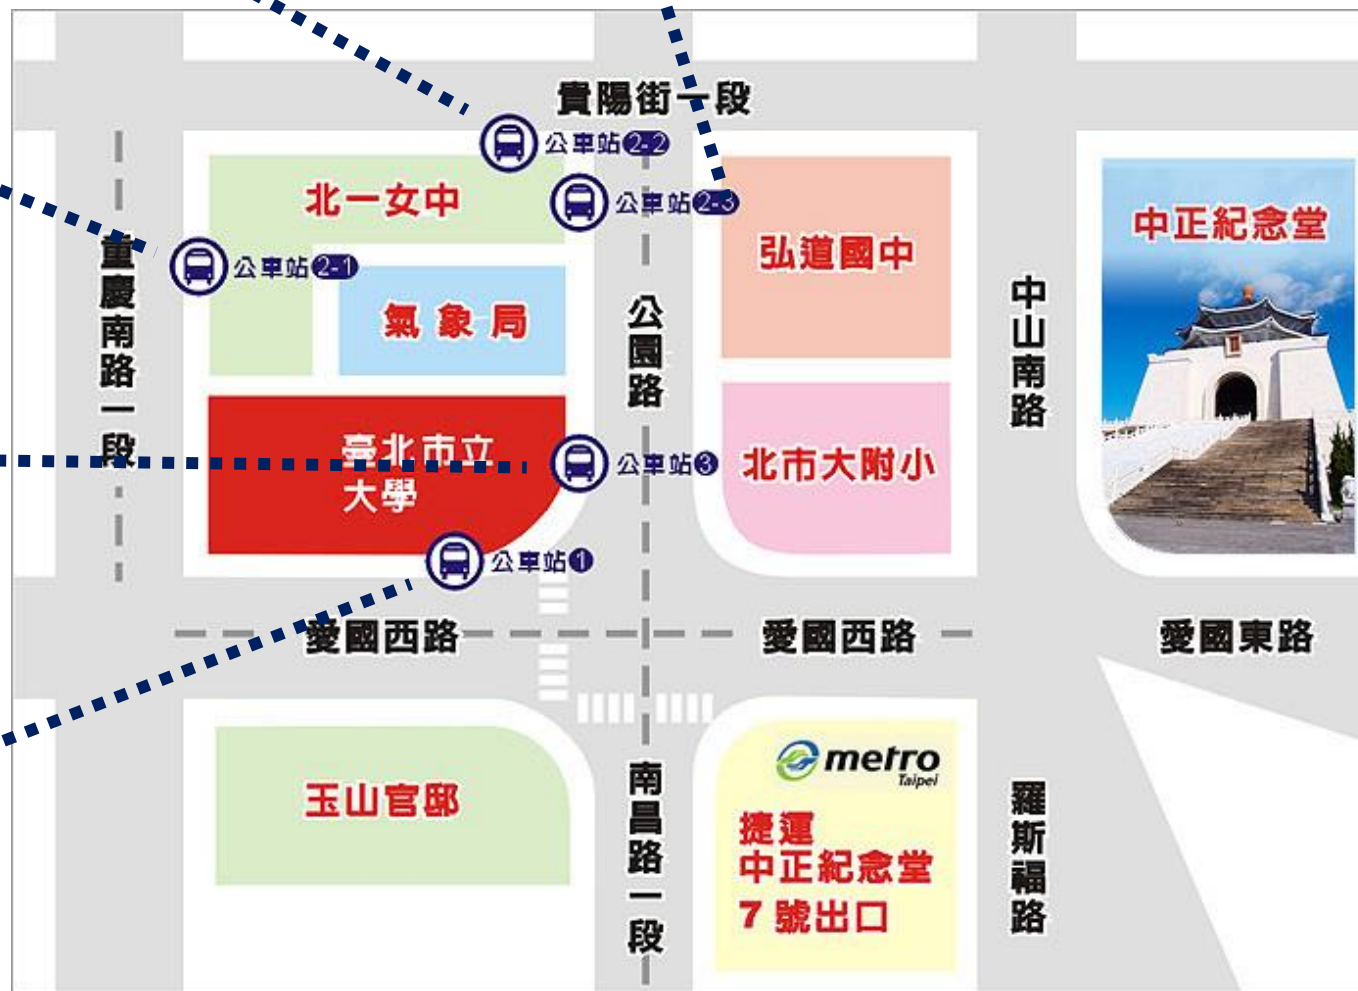 貴陽街一段
公車站2-2
北一女中
公車站2-3
中正紀念堂
弘道國中
公車站2-1
重慶南路一段
氣象局
公園路
中山南路
臺北市立
大學
公車站3
北市大附小
公車站1
愛國西路
愛國西路
愛國東路
metro
Taipei
玉山官邸
南昌路一段
捷運
中正紀念堂
7 號出口
羅斯福路